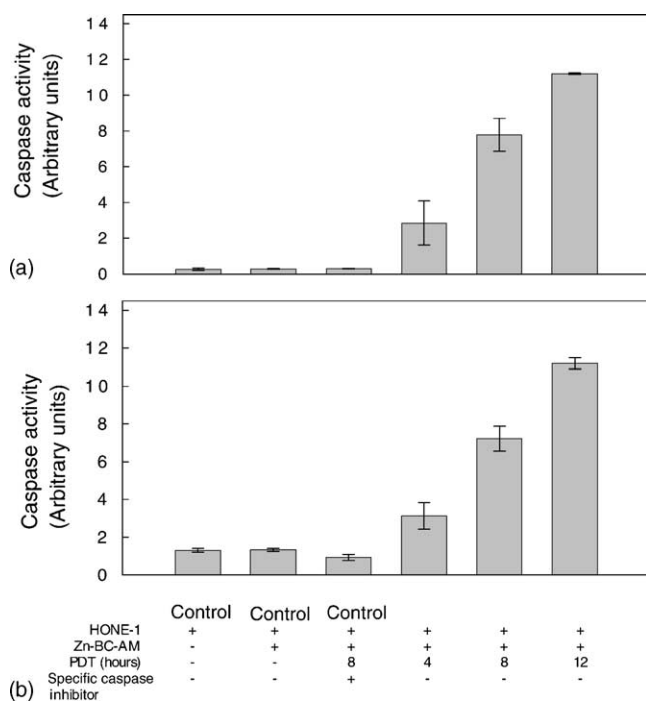 14
12
10
8
6
4
2
0
Caspase activity
(Arbitrary units)
(a)
14
12
10
8
6
4
2
0
Caspase activity
(Arbitrary units)
Control Control Control
HONE-1 + + + + + +
Zn-BC-AM - + + + + +
PDT (hours) - - 8 4 8 12
Specific caspase - - + - - -
inhibitor
(b)